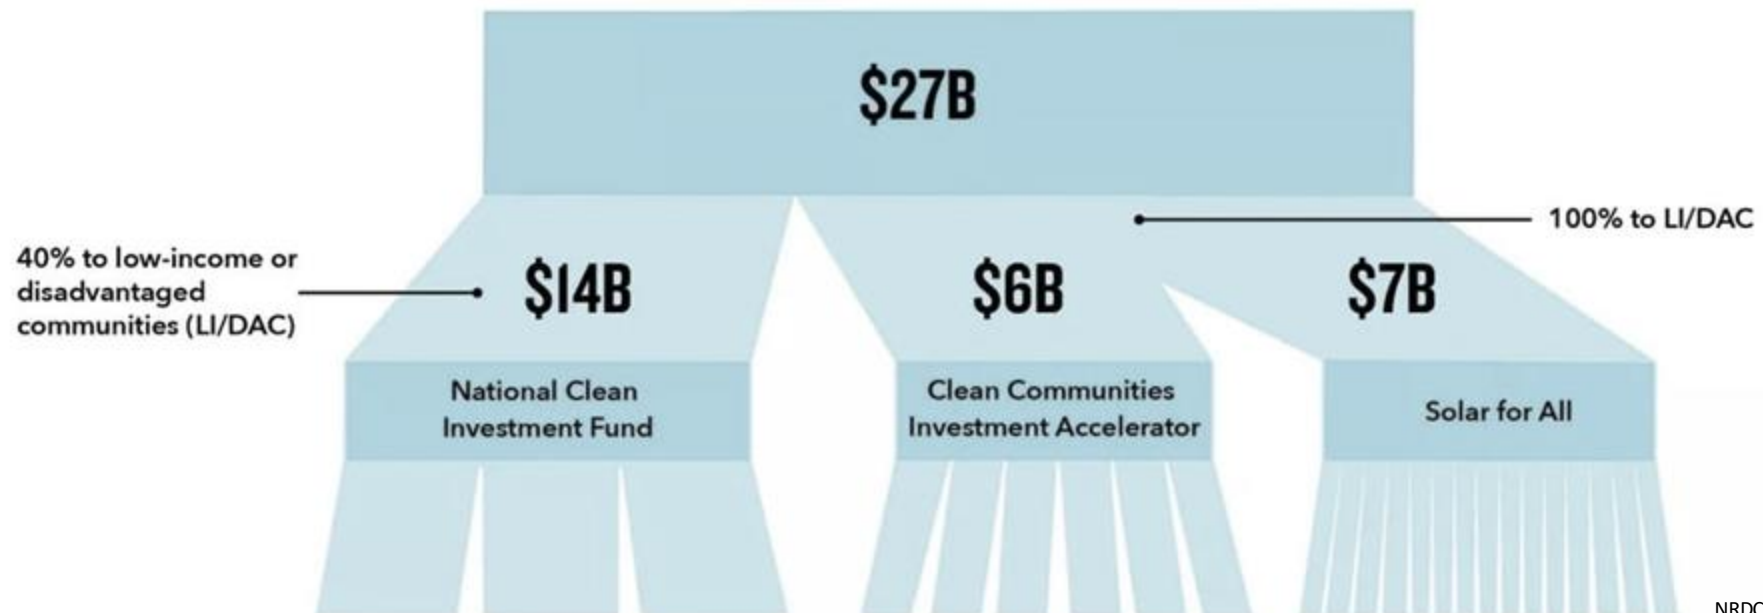 $27B
100% to LI/DAC
40% to low-income or
disadvantaged
communities (LI/DAC)
$14B
$6B
$7B
National Clean
Investment Fund
Clean Communities
Investment Accelerator
Solar for All
NRDC